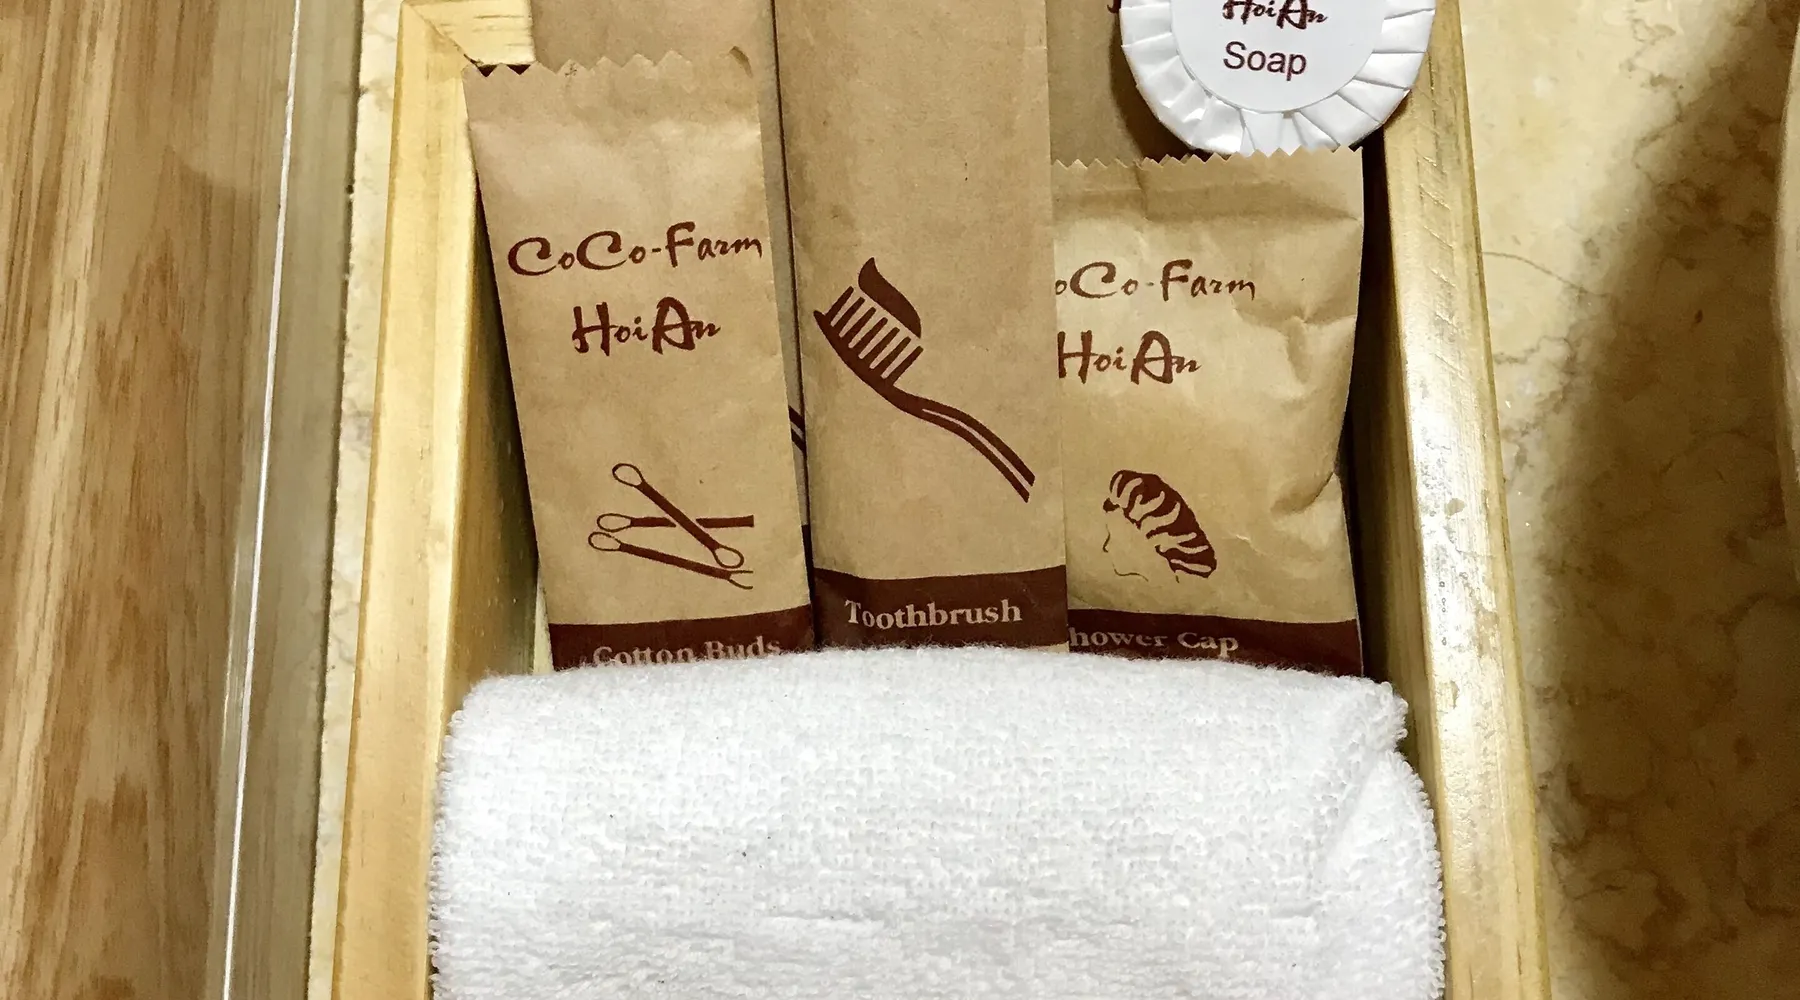 HoiAn
Soap
CoCo-Farm
HoiAn
Cotton Buds
Toothbrush
oCo-Farm
HoiAn
hower Cap